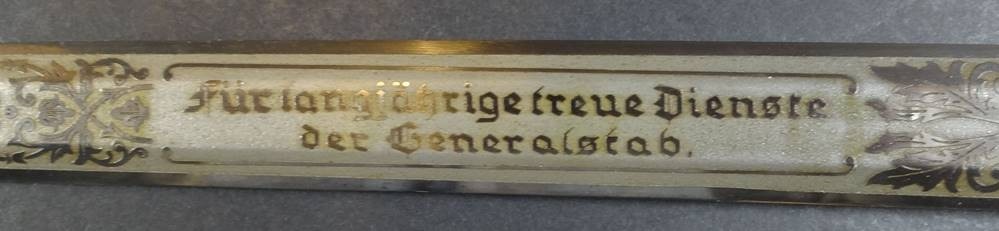 Für langjährige treue Dienste
der Generalstab.